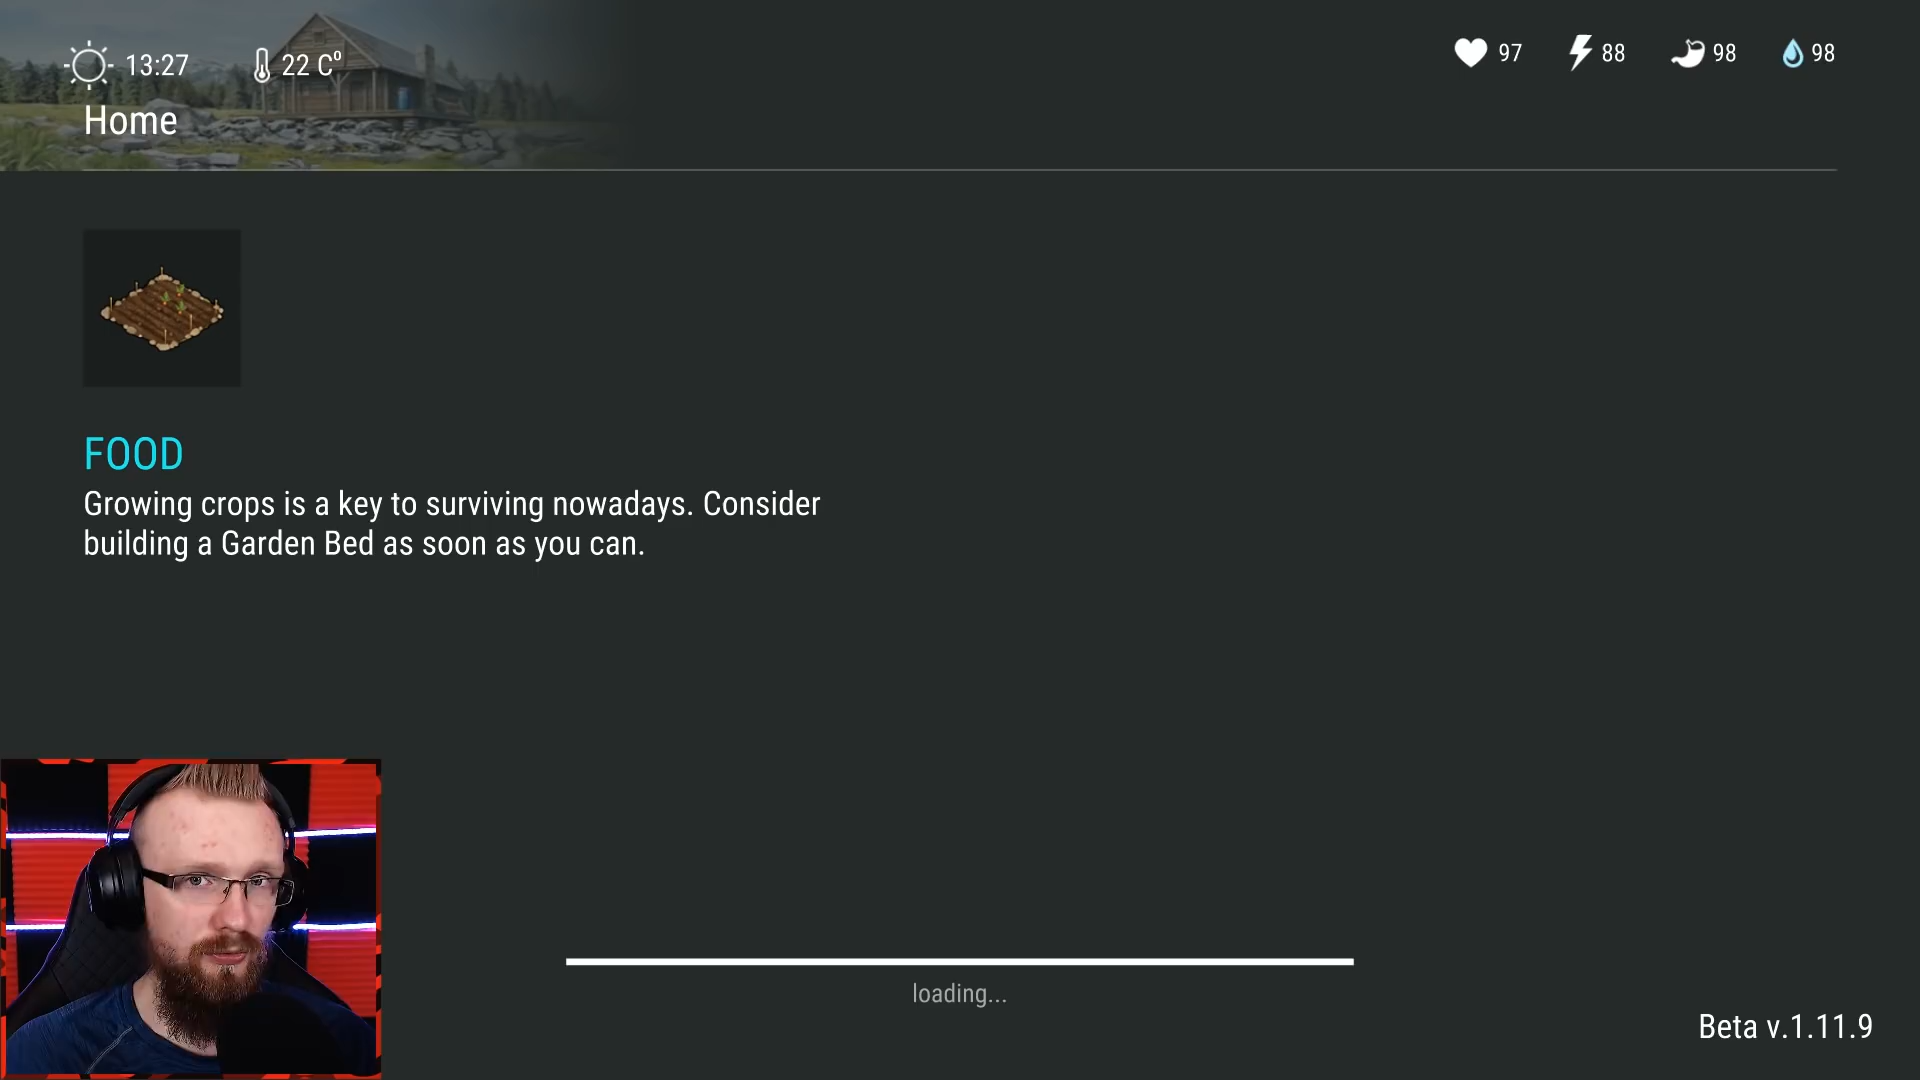 13:27
22 C⁰
97
88
98
98
Home
FOOD
Growing crops is a key to surviving nowadays. Consider
building a Garden Bed as soon as you can.
loading...
Beta v.1.11.9